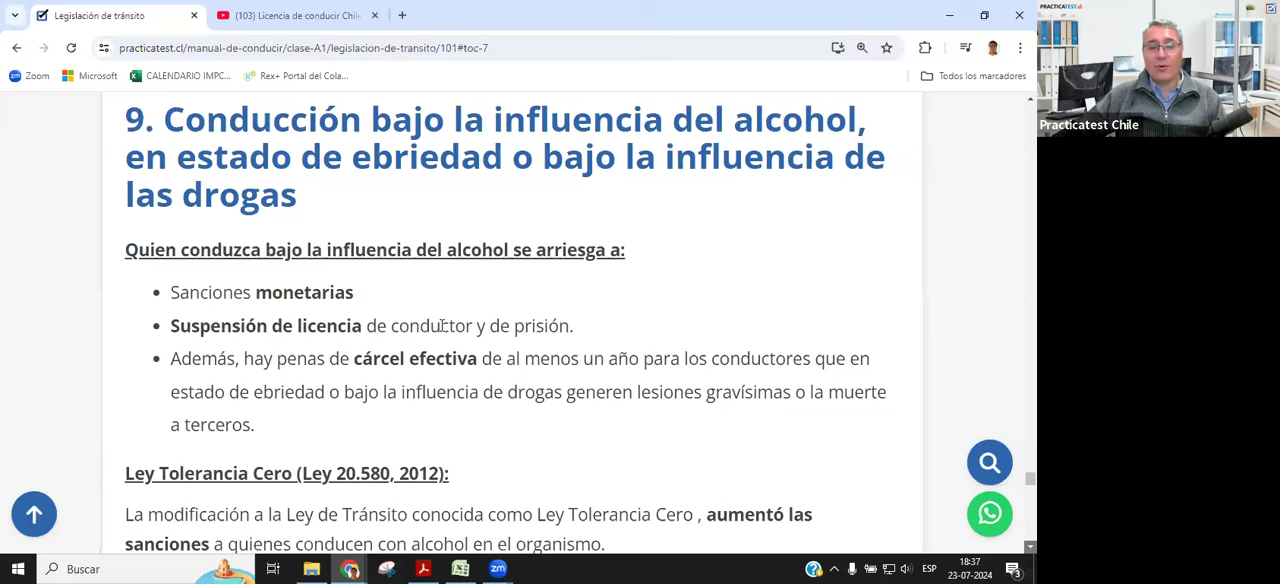 Legislación de tránsito
(103) Licencia de conducir Chile
practicatest.cl/manual-de-conducir/clase-A1/legislacion-de-transito/101#toc-7
Zoom
Microsoft
CALENDARIO IMPC...
Rex+ Portal del Cola...
Todos los marcadores
9. Conducción bajo la influencia del alcohol,
en estado de ebriedad o bajo la influencia de
las drogas
Quien conduzca bajo la influencia del alcohol se arriesga a:
• Sanciones monetarias
• Suspensión de licencia de conductor y de prisión.
• Además, hay penas de cárcel efectiva de al menos un año para los conductores que en
estado de ebriedad o bajo la influencia de drogas generen lesiones gravísimas o la muerte
a terceros.
Ley Tolerancia Cero (Ley 20.580, 2012):
La modificación a la Ley de Tránsito conocida como Ley Tolerancia Cero , aumentó las
sanciones a quienes conducen con alcohol en el organismo.
PRACTICATEST.cl
Practicatest Chile
Buscar
zm
ESP
18:37
23-07-2024
3